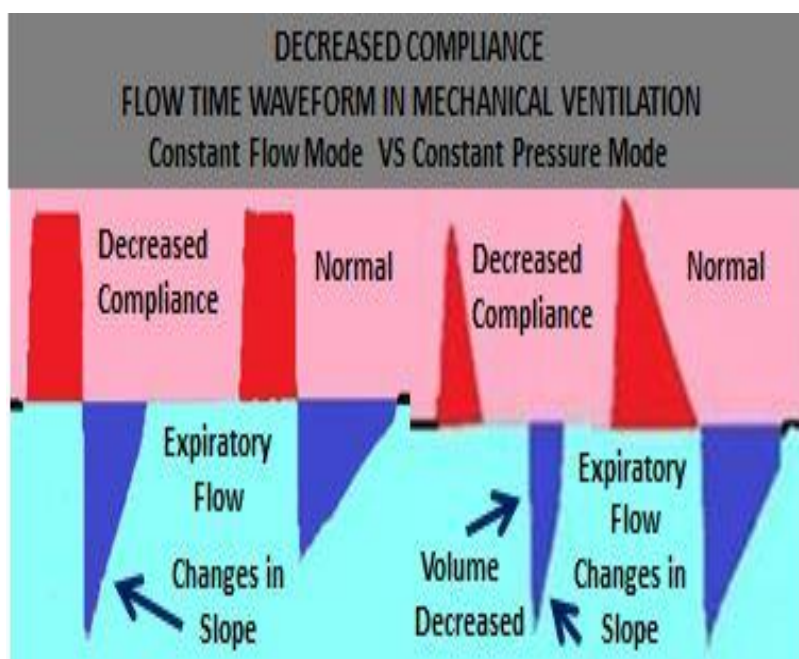 DECREASED COMPLIANCE
FLOW TIME WAVEFORM IN MECHANICAL VENTILATION
Constant Flow Mode VS Constant Pressure Mode
Decreased
Compliance
Normal
Expiratory
Flow
Changes in
Slope
Decreased
Compliance
Normal
Volume
Decreased
Expiratory
Flow
Changes in
Slope